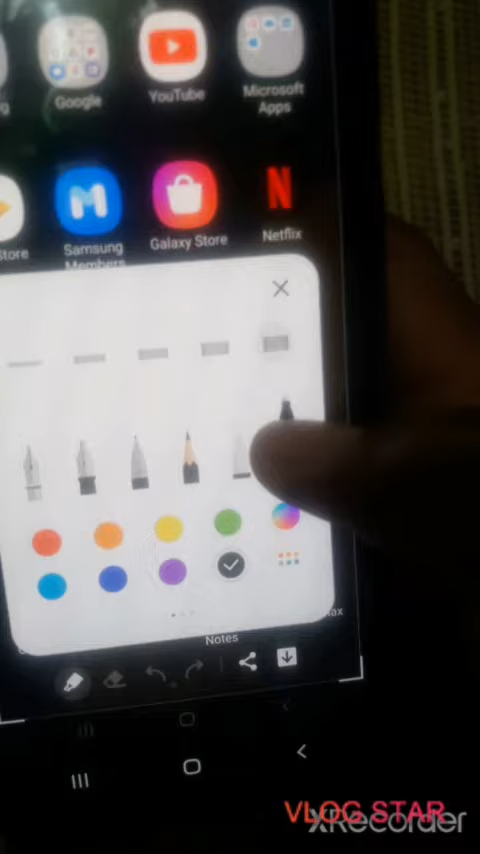 Google
YouTube
Microsoft
Apps
Store
Samsung
Members
Galaxy Store
Netflix
Notes
VLOG STAR
XRecorder